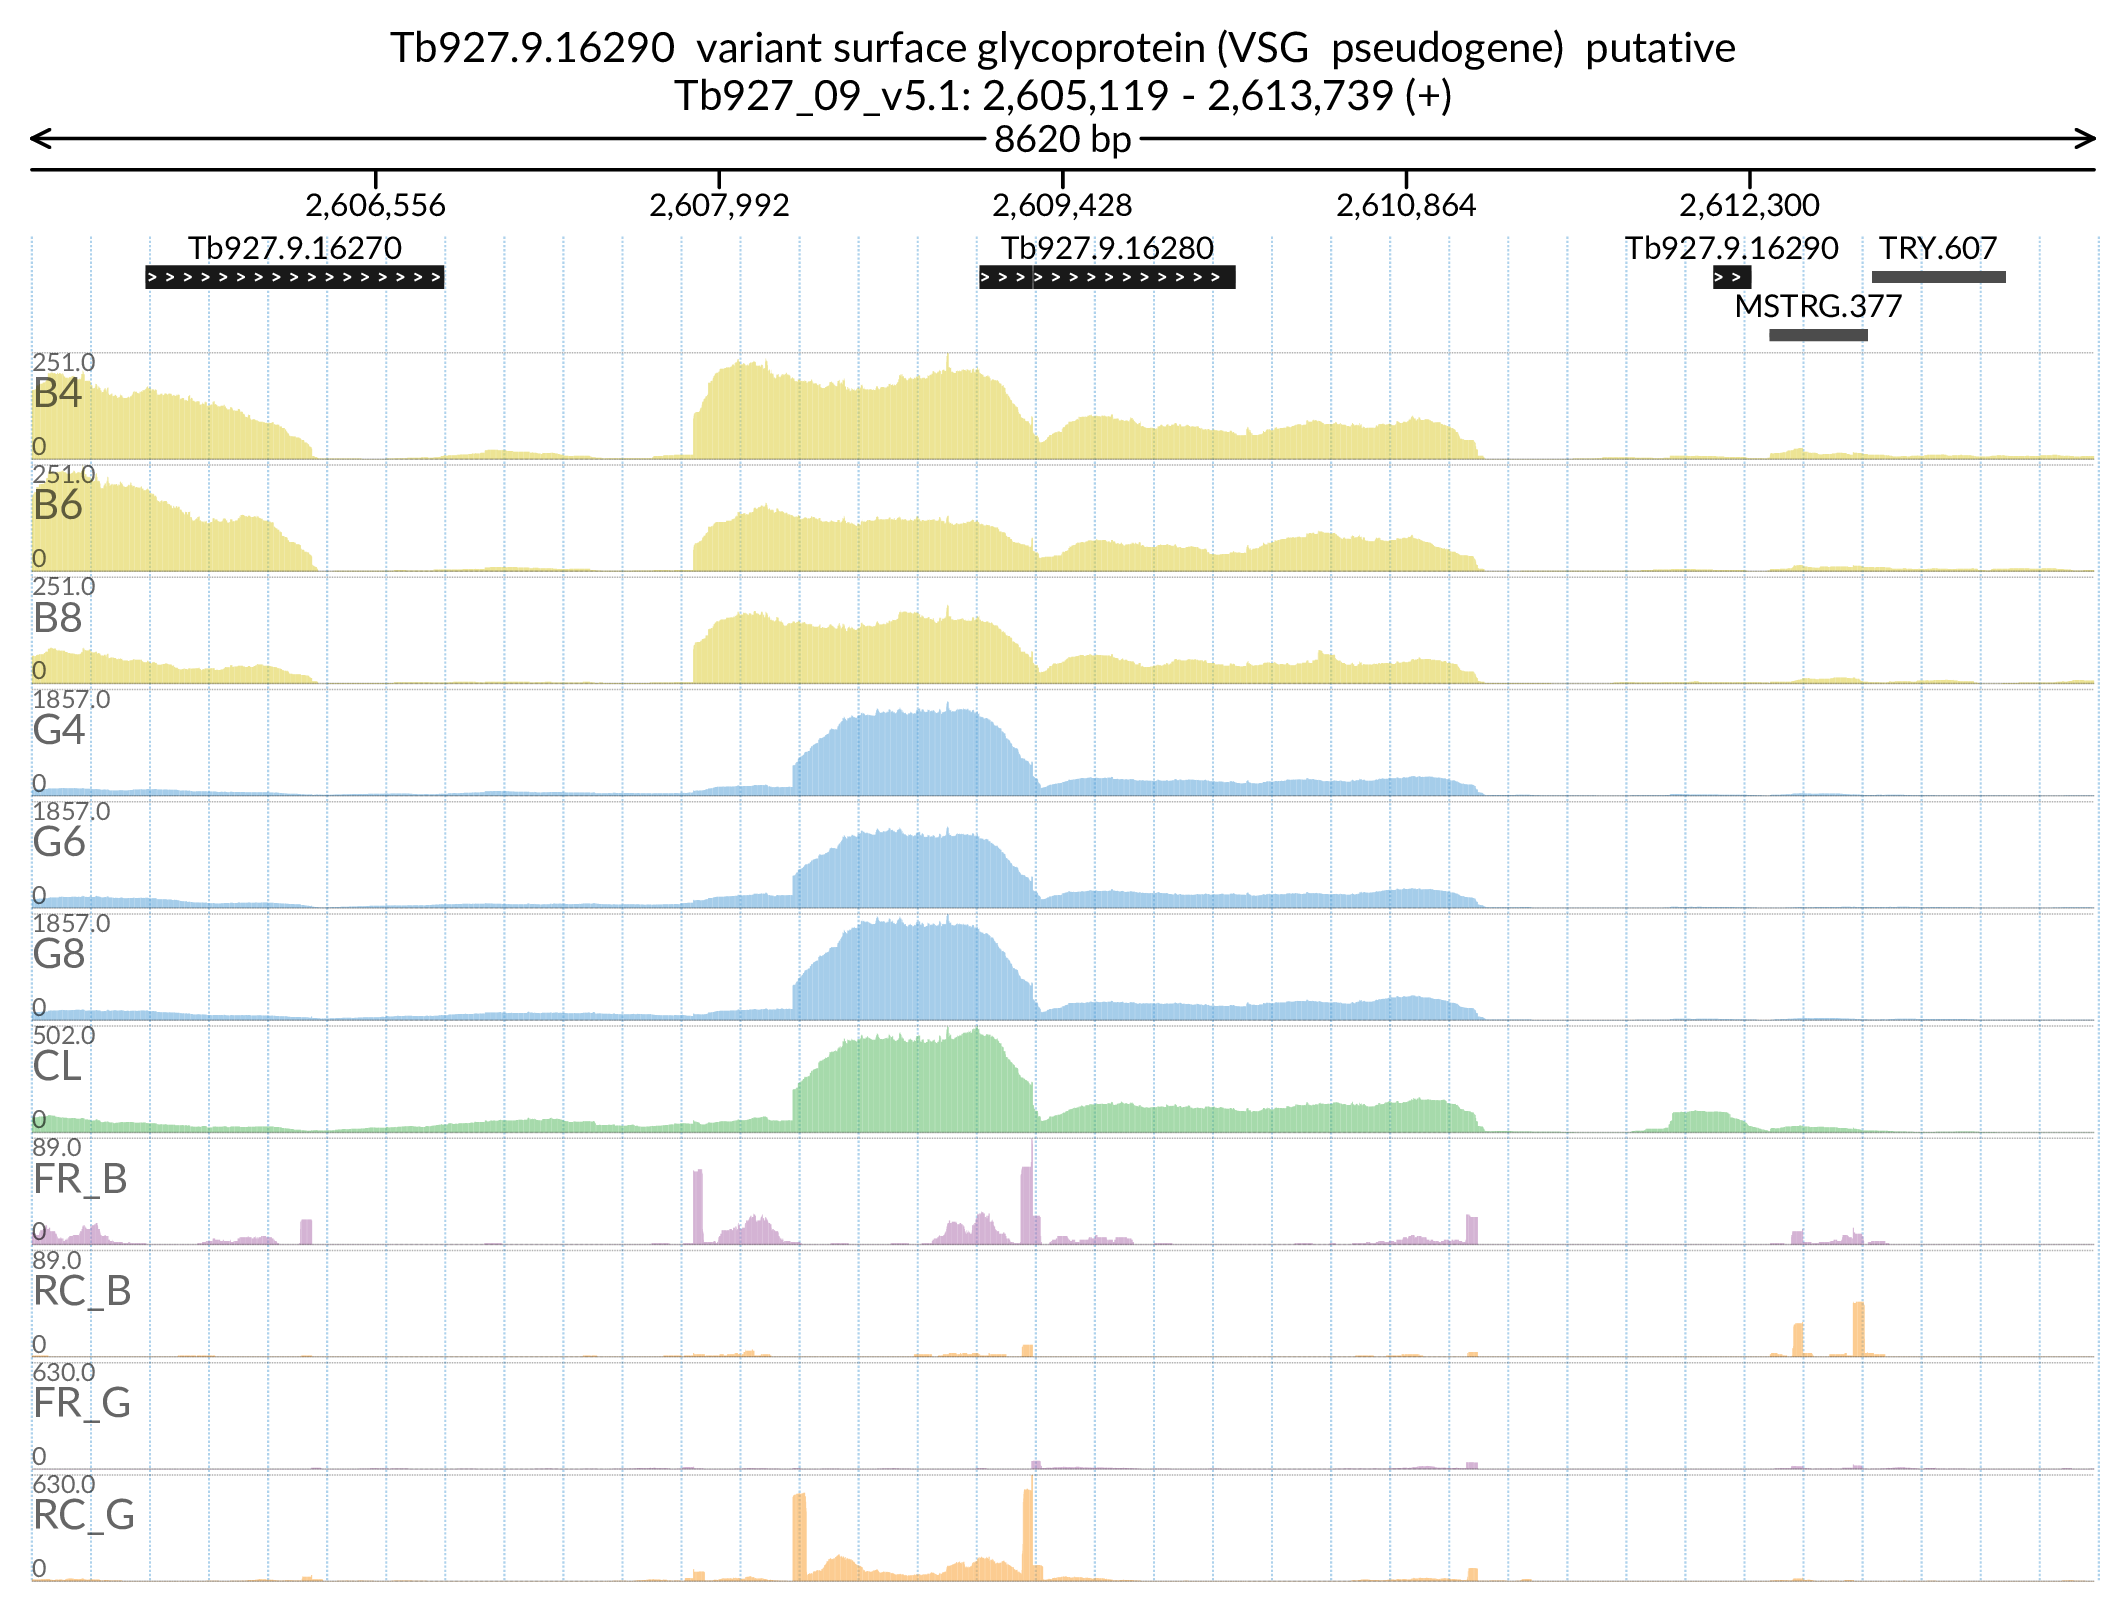 Tb927.9.16290 variant surface glycoprotein (VSG pseudogene) putative
Tb927_09_v5.1: 2,605,119 - 2,613,739 (+)
8620 bp
2,606,556 2,607,992 2,609,428 2,610,864 2,612,300
Tb927.9.16270 Tb927.9.16280 Tb927.9.16290 TRY.607
MSTRG.377
251.0
B4
0
251.0
B6
0
251.0
B8
0
1857.0
G4
0
1857.0
G6
0
1857.0
G8
0
502.0
CL
0
89.0
FR_B
0
89.0
RC_B
0
630.0
FR_G
0
630.0
RC_G
0